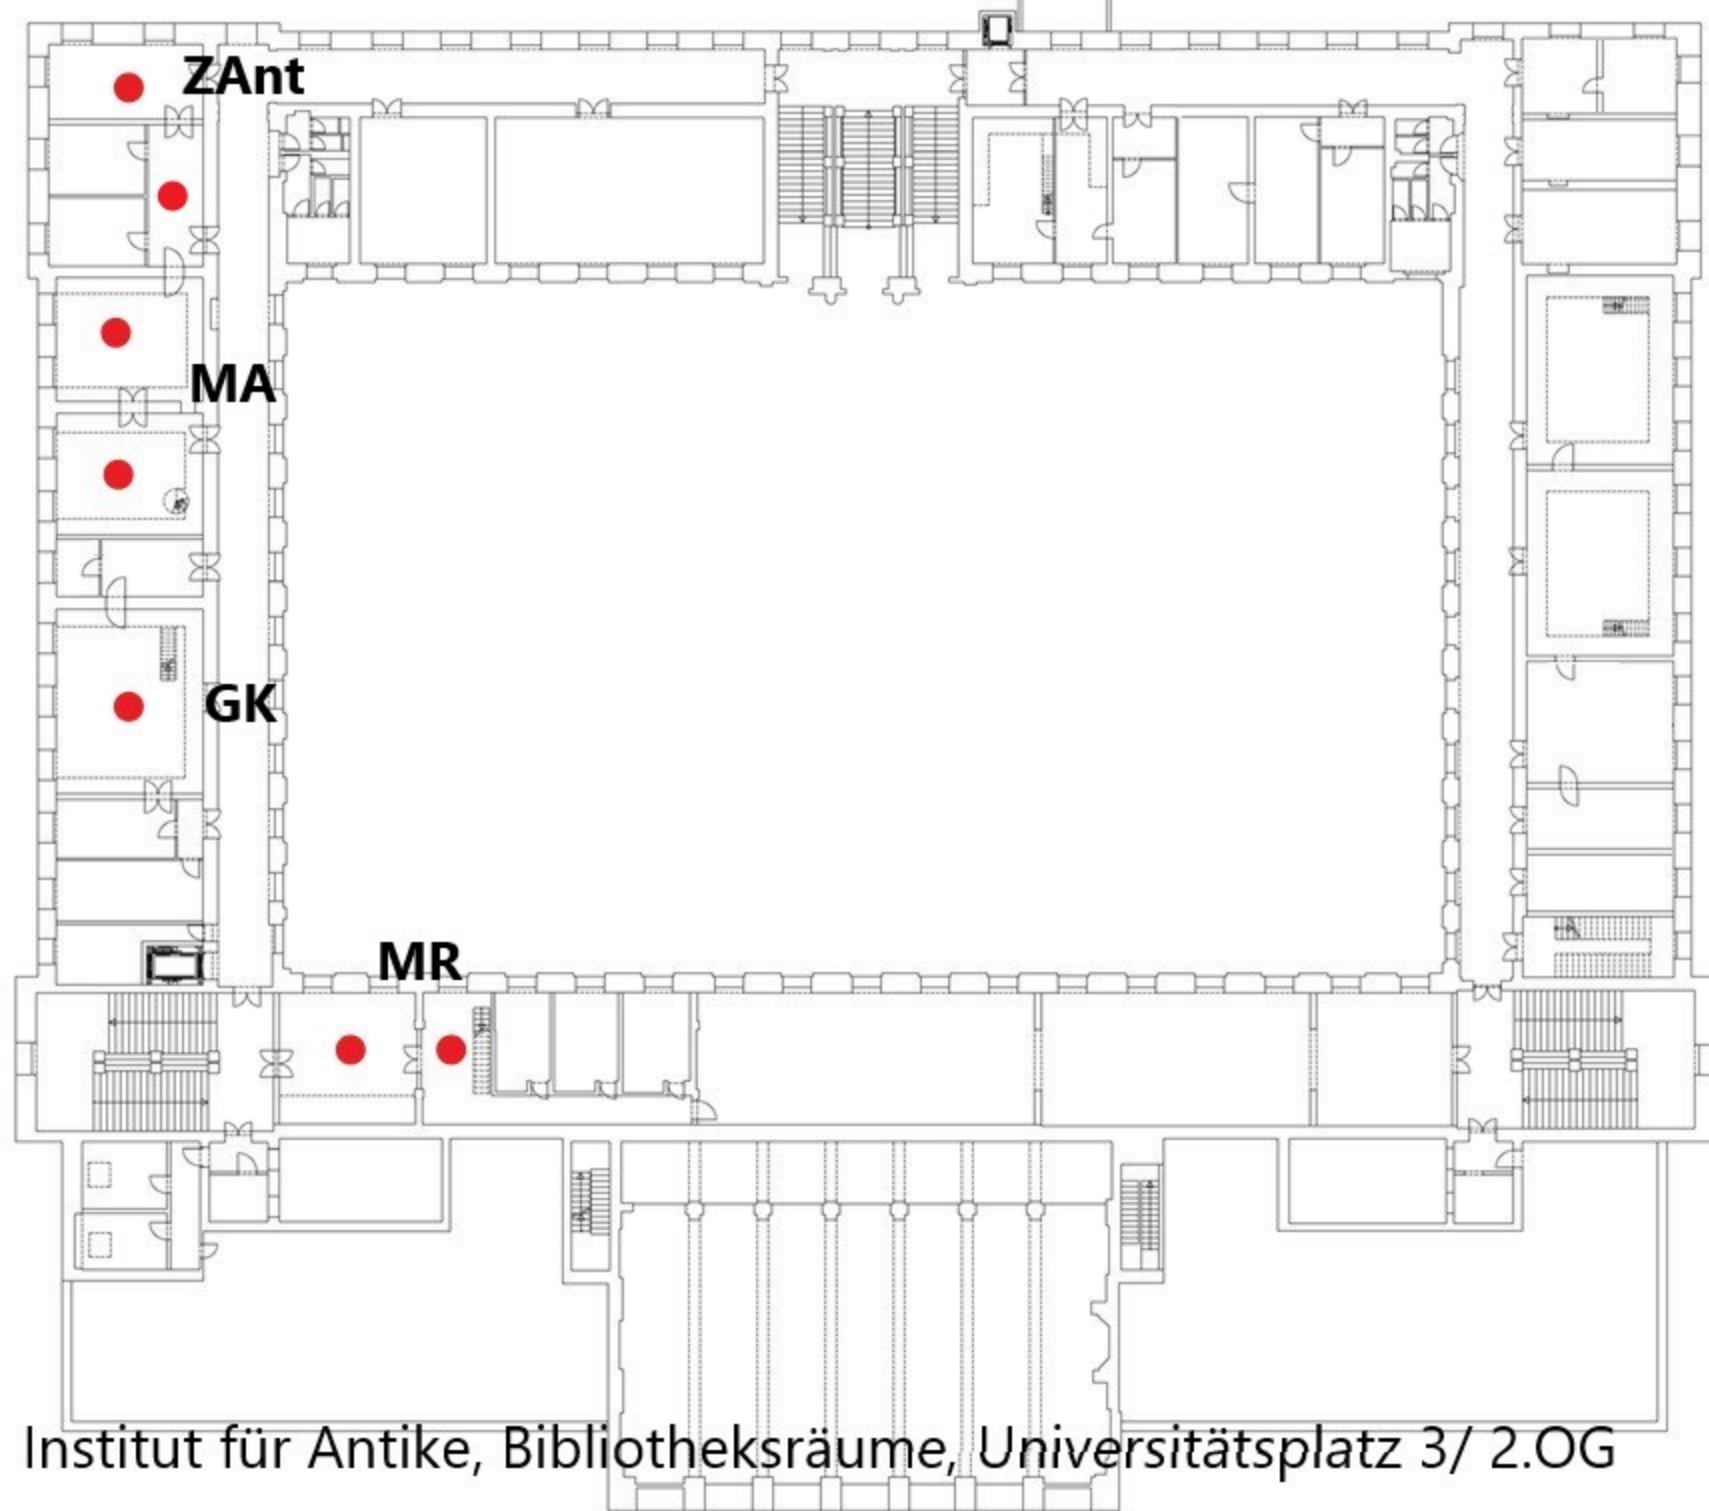 ZAnt
MA
GK
MR
Institut für Antike, Bibliotheksräume, Universitätsplatz 3/ 2.OG